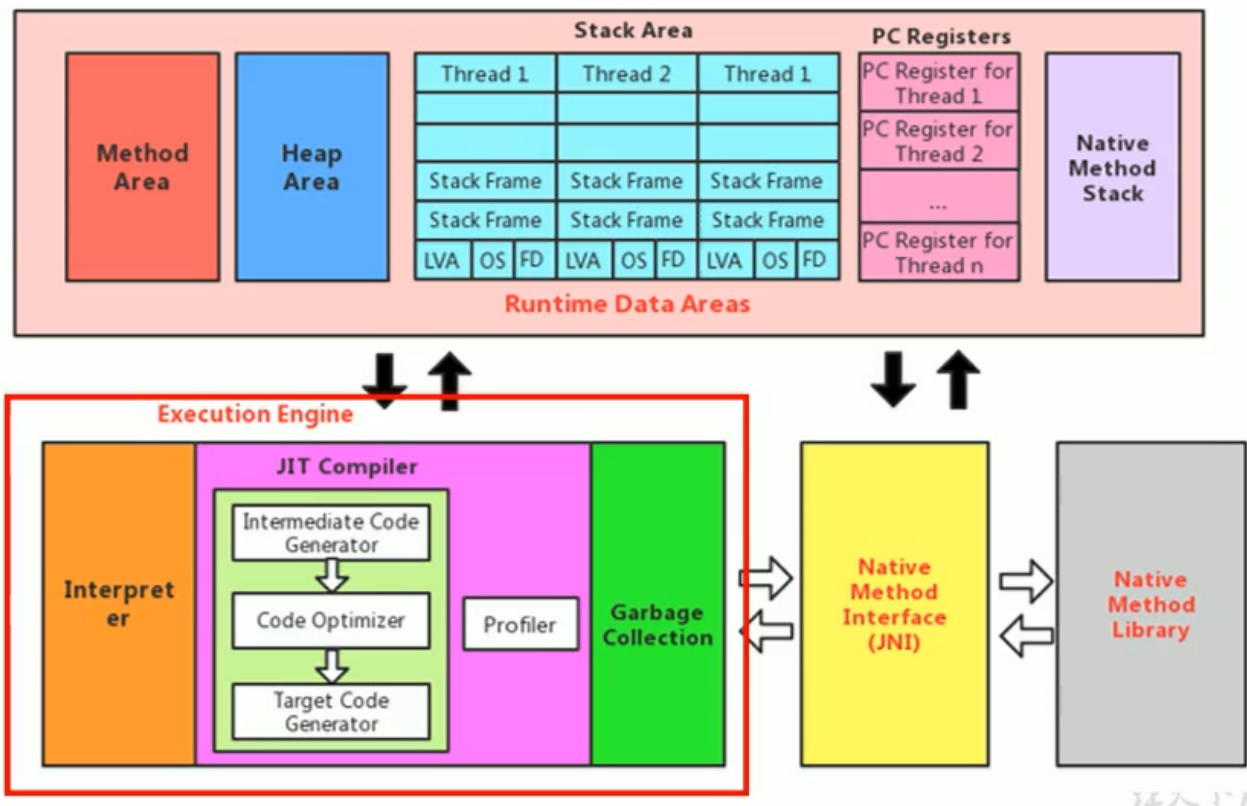 Stack Area
PC Registers
Method
Area
Heap
Area
Thread 1
Thread 2
Thread 1
Stack Frame
Stack Frame
Stack Frame
Stack Frame
Stack Frame
Stack Frame
LVA
OS
FD
LVA
OS
FD
LVA
OS
FD
PC Register for
Thread 1
PC Register for
Thread 2
...
PC Register for
Thread n
Native
Method
Stack
Runtime Data Areas
Execution Engine
Interpret
er
JIT Compiler
Intermediate Code
Generator
Code Optimizer
Target Code
Generator
Profiler
Garbage
Collection
Native
Method
Interface
(JNI)
Native
Method
Library